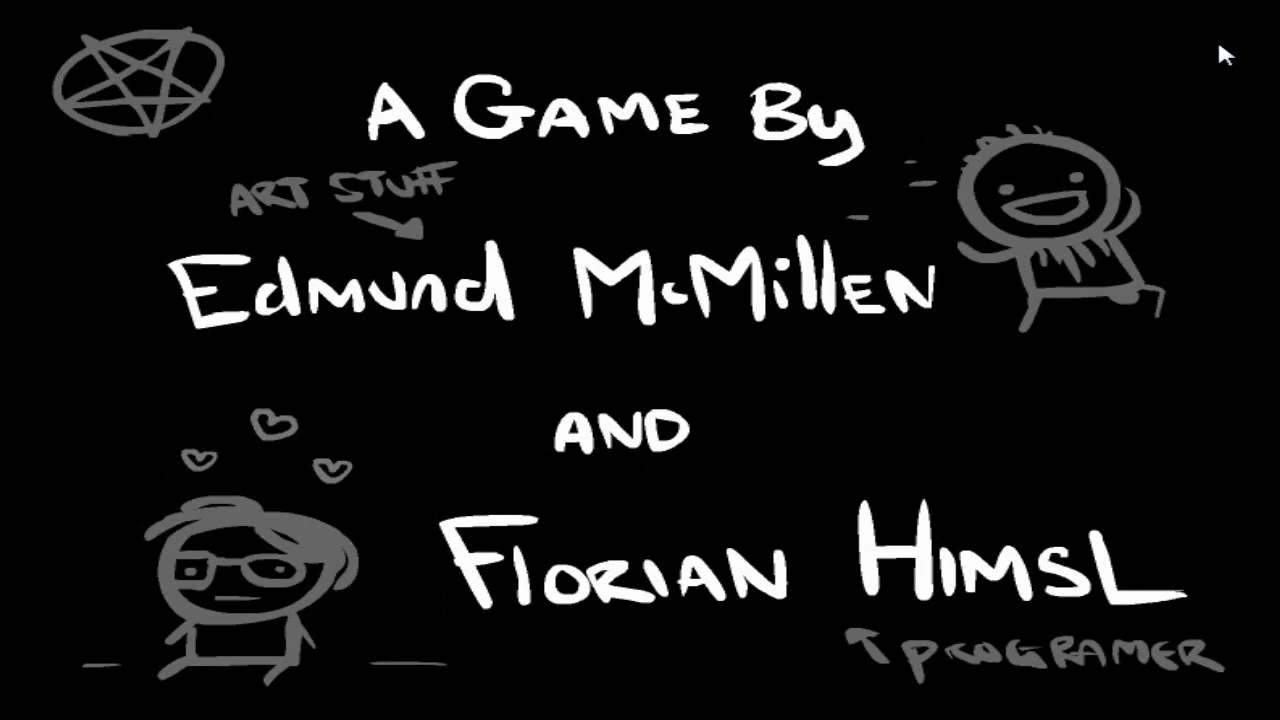 A GAME By
ART STUFF
Edmund McMillEN
AND
FlORIAN HIMSL
PROGRAMER